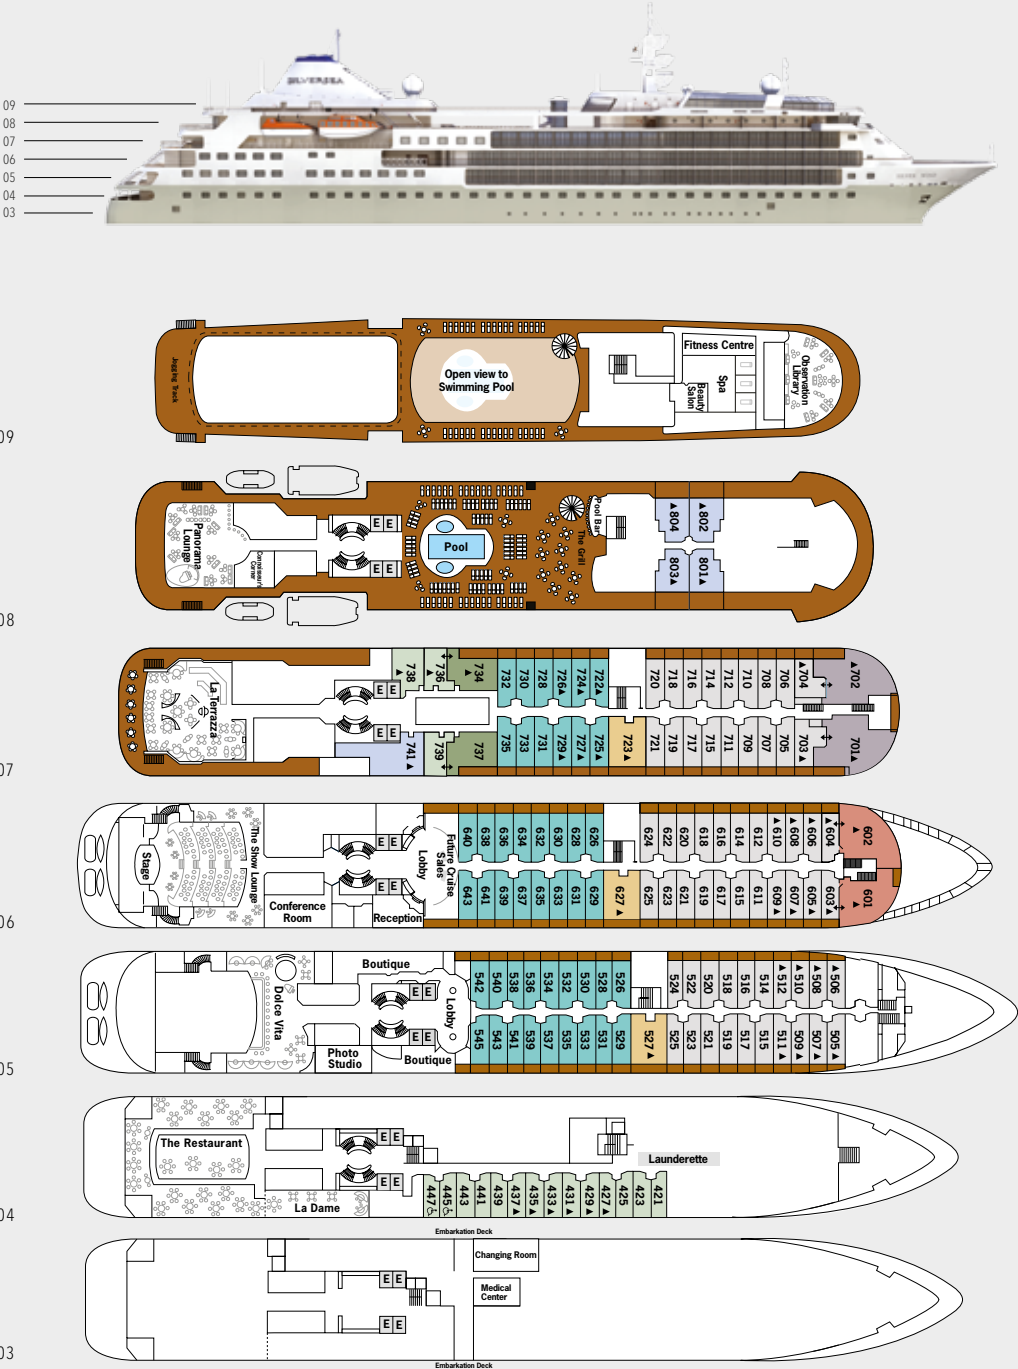 SILVERSEA
09
08
07
06
05
04
03
Jogging Track
Open view to
Swimming Pool
Fitness Centre
Spa
Beauty
Salon
Observation
Library
09
Panorama
Lounge
Connoisseur's
Corner
E E
E E
Pool
Pool Bar
The Grill
804 802
803 801
08
La Terrazza
E E
E E
738 736 734 732 730 728 726 724 722 720 718 716 714 712 710 708 706 704 702
741 739 737 735 733 731 729 727 725 723 721 719 717 715 711 709 707 705 703 701
07
Stage
The Show Lounge
Conference
Room
E E
E E
Reception
Lobby
Future Cruise
Sales
640 638 636 634 632 630 628 626 624 622 620 618 616 614 612 610 608 606 604 602
643 641 639 637 635 633 631 629 627 625 623 621 619 617 615 611 609 607 605 603 601
06
Dolce Vita
Boutique
E E
E E
Photo
Studio
Boutique
Lobby
542 540 538 536 534 532 530 528 526 524 522 520 518 516 514 512 510 508 506
545 543 541 539 537 535 533 531 529 527 525 523 521 519 517 515 511 509 507 505
05
The Restaurant
E E
E E
La Dame
Launderette
447 445 443 441 439 437 435 433 431 429 427 425 423 421
04
Embarkation Deck
Changing Room
E E
Medical
Center
E E
03
Embarkation Deck